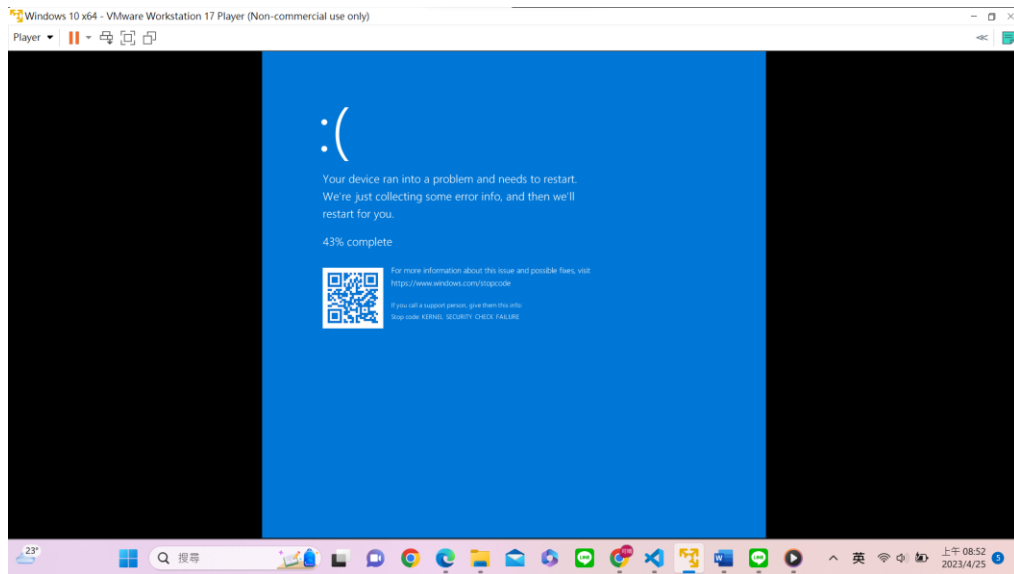 Windows 10 x64 - VMware Workstation 17 Player (Non-commercial use only)
Player
:(
Your device ran into a problem and needs to restart.
We're just collecting some error info, and then we'll
restart for you.
43% complete
For more information about this issue and possible fixes, visit
https://www.windows.com/stopcode
If you call a support person, give them this info:
Stop code: KERNEL SECURITY CHECK FAILURE
23°
搜尋
英
上午 08:52
2023/4/25
5